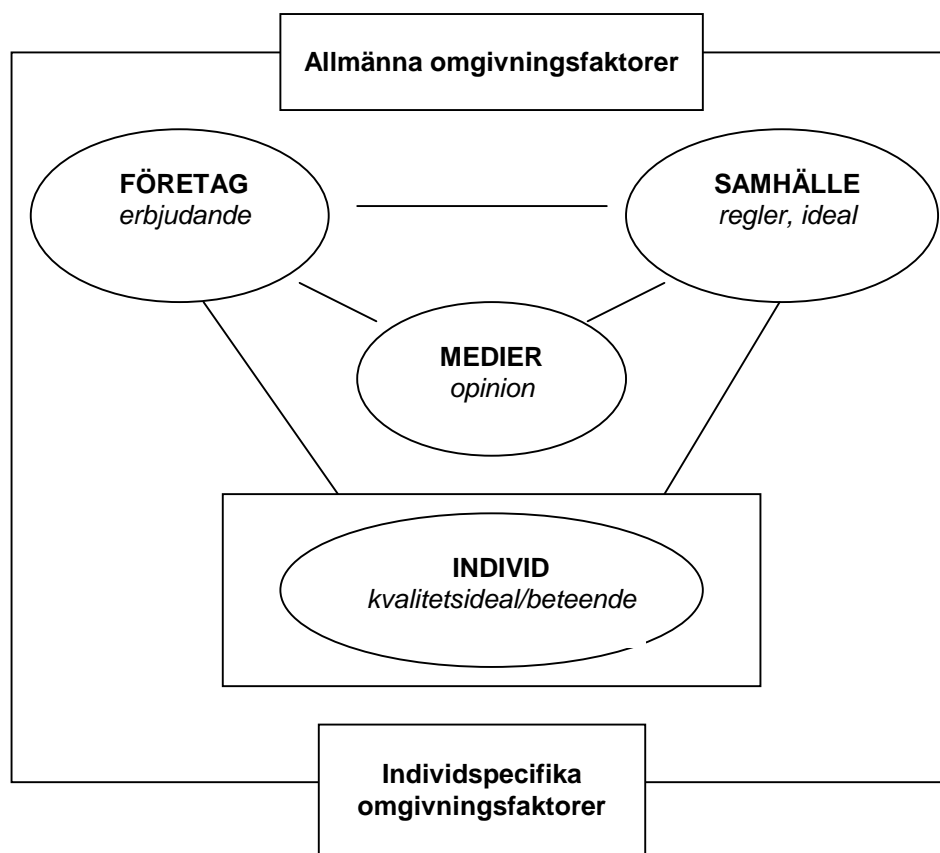 Allmänna omgivningsfaktorer
FÖRETAG
erbjudande
SAMHÄLLE
regler, ideal
MEDIER
opinion
INDIVID
kvalitetsideal/beteende
Individspecifika
omgivningsfaktorer